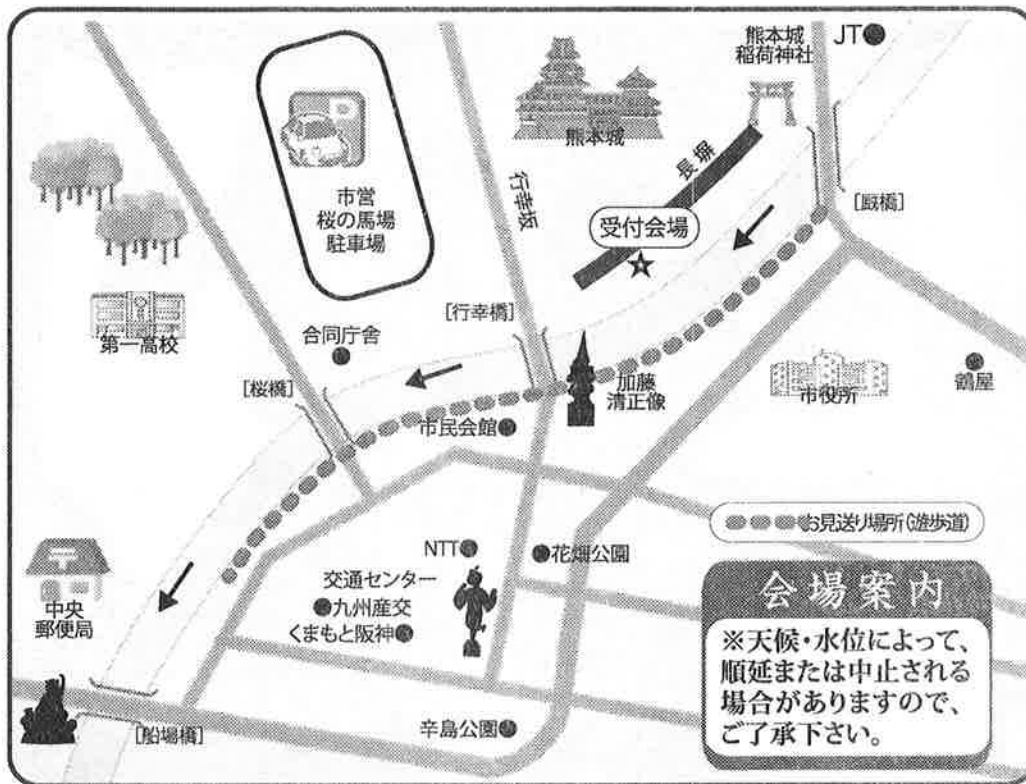 熊本城
稲荷神社
JT
熊本城
長塀
行幸坂
市営
桜の馬場
駐車場
受付会場
[厩橋]
[行幸橋]
第一高校
合同庁舎
[桜橋]
加藤
清正像
市役所
鶴屋
市民会館
お見送り場所(遊歩道)
NTT
花畑公園
交通センター
九州産交
くまもと阪神
中央
郵便局
[船場橋]
辛島公園
会場案内
※天候・水位によって、
順延または中止される
場合がありますので、
ご了承下さい。